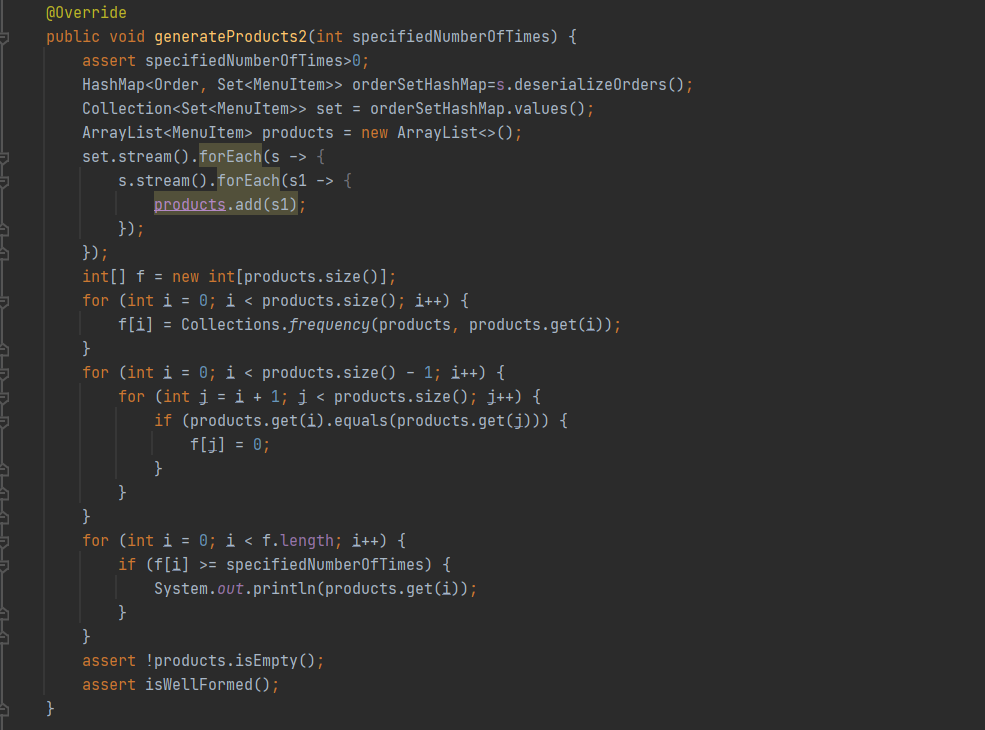 @Override
public void generateProducts2(int specifiedNumberOfTimes) {
    assert specifiedNumberOfTimes>0;
    HashMap<Order, Set<MenuItem>> orderSetHashMap=s.deserializeOrders();
    Collection<Set<MenuItem>> set = orderSetHashMap.values();
    ArrayList<MenuItem> products = new ArrayList<>();
    set.stream().forEach(s -> {
        s.stream().forEach(s1 -> {
            products.add(s1);
        });
    });
    int[] f = new int[products.size()];
    for (int i = 0; i < products.size(); i++) {
        f[i] = Collections.frequency(products, products.get(i));
    }
    for (int i = 0; i < products.size() - 1; i++) {
        for (int j = i + 1; j < products.size(); j++) {
            if (products.get(i).equals(products.get(j))) {
                f[j] = 0;
            }
        }
    }
    for (int i = 0; i < f.length; i++) {
        if (f[i] >= specifiedNumberOfTimes) {
            System.out.println(products.get(i));
        }
    }
    assert !products.isEmpty();
    assert isWellFormed();
}